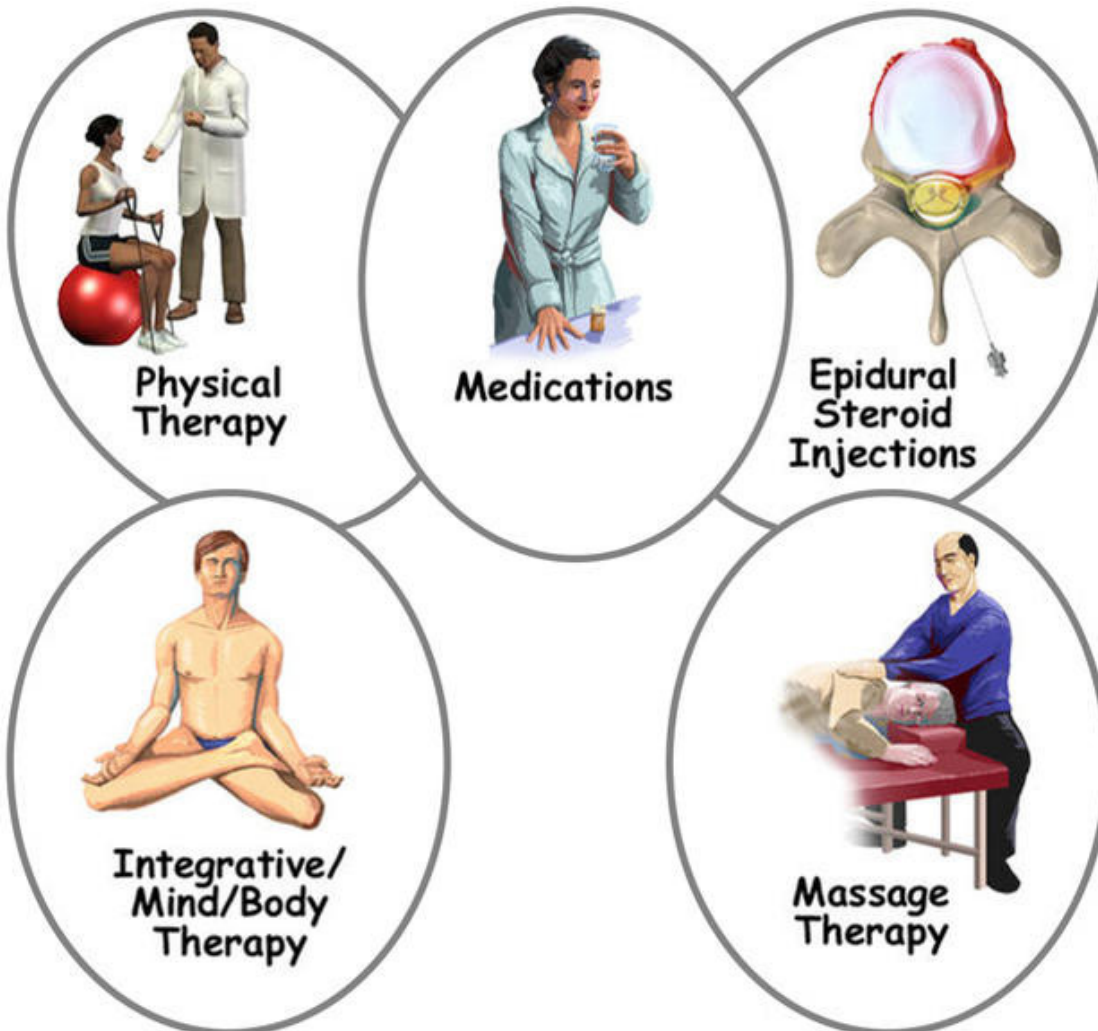 Physical
Therapy
Medications
Epidural
Steroid
Injections
Integrative/
Mind/Body
Therapy
Massage
Therapy